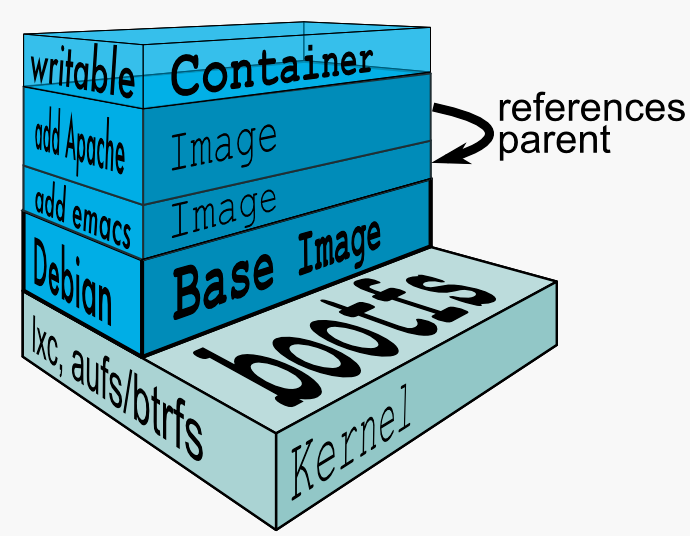 writable Container
references
parent
add Apache Image
add emacs Image
Debian Base Image
bootfs
lxc, aufs/btrfs
Kernel